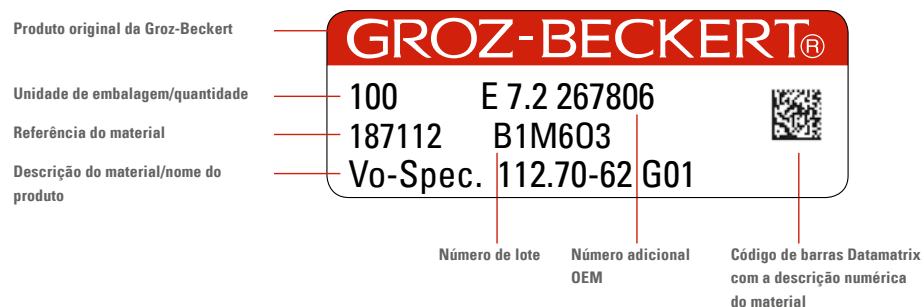 Produto original da Groz-Beckert
GROZ-BECKERT®
Unidade de embalagem/quantidade
100 E 7.2 267806
Referência do material
187112 B1M6O3
Descrição do material/nome do
produto
Vo-Spec. 112.70-62 G01
Número de lote
Número adicional
OEM
Código de barras Datamatrix
com a descrição numérica
do material